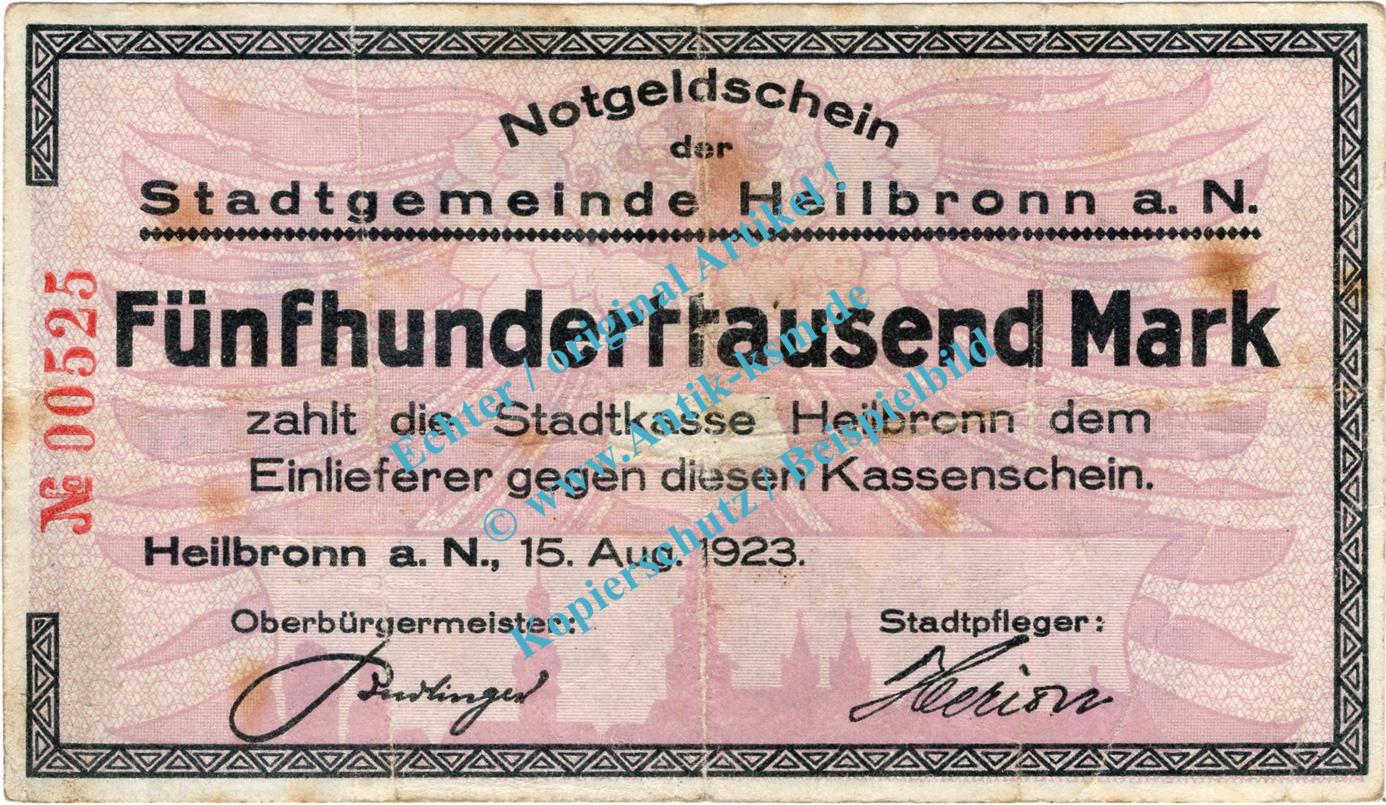 Notgeldschein
der
Stadtgemeinde Heilbronn a. N.
Fünfhunderttausend Mark
zahlt die Stadtkasse Heilbronn dem
Einlieferer gegen diesen Kassenschein.
Heilbronn a. N., 15. Aug. 1923.
Oberbürgermeister:
Stadtpfleger:
№ 00525
Echter / original Artikel !
© www.Antik-ksm.de
Kopierschutz / Beispielbild